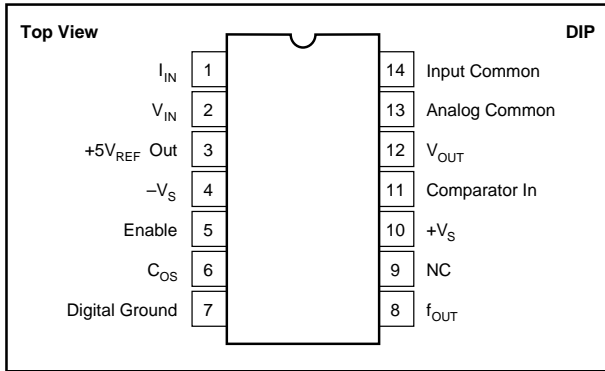 Top View DIP
I_IN 1 14 Input Common
V_IN 2 13 Analog Common
+5V_REF Out 3 12 V_OUT
–V_S 4 11 Comparator In
Enable 5 10 +V_S
C_OS 6 9 NC
Digital Ground 7 8 f_OUT